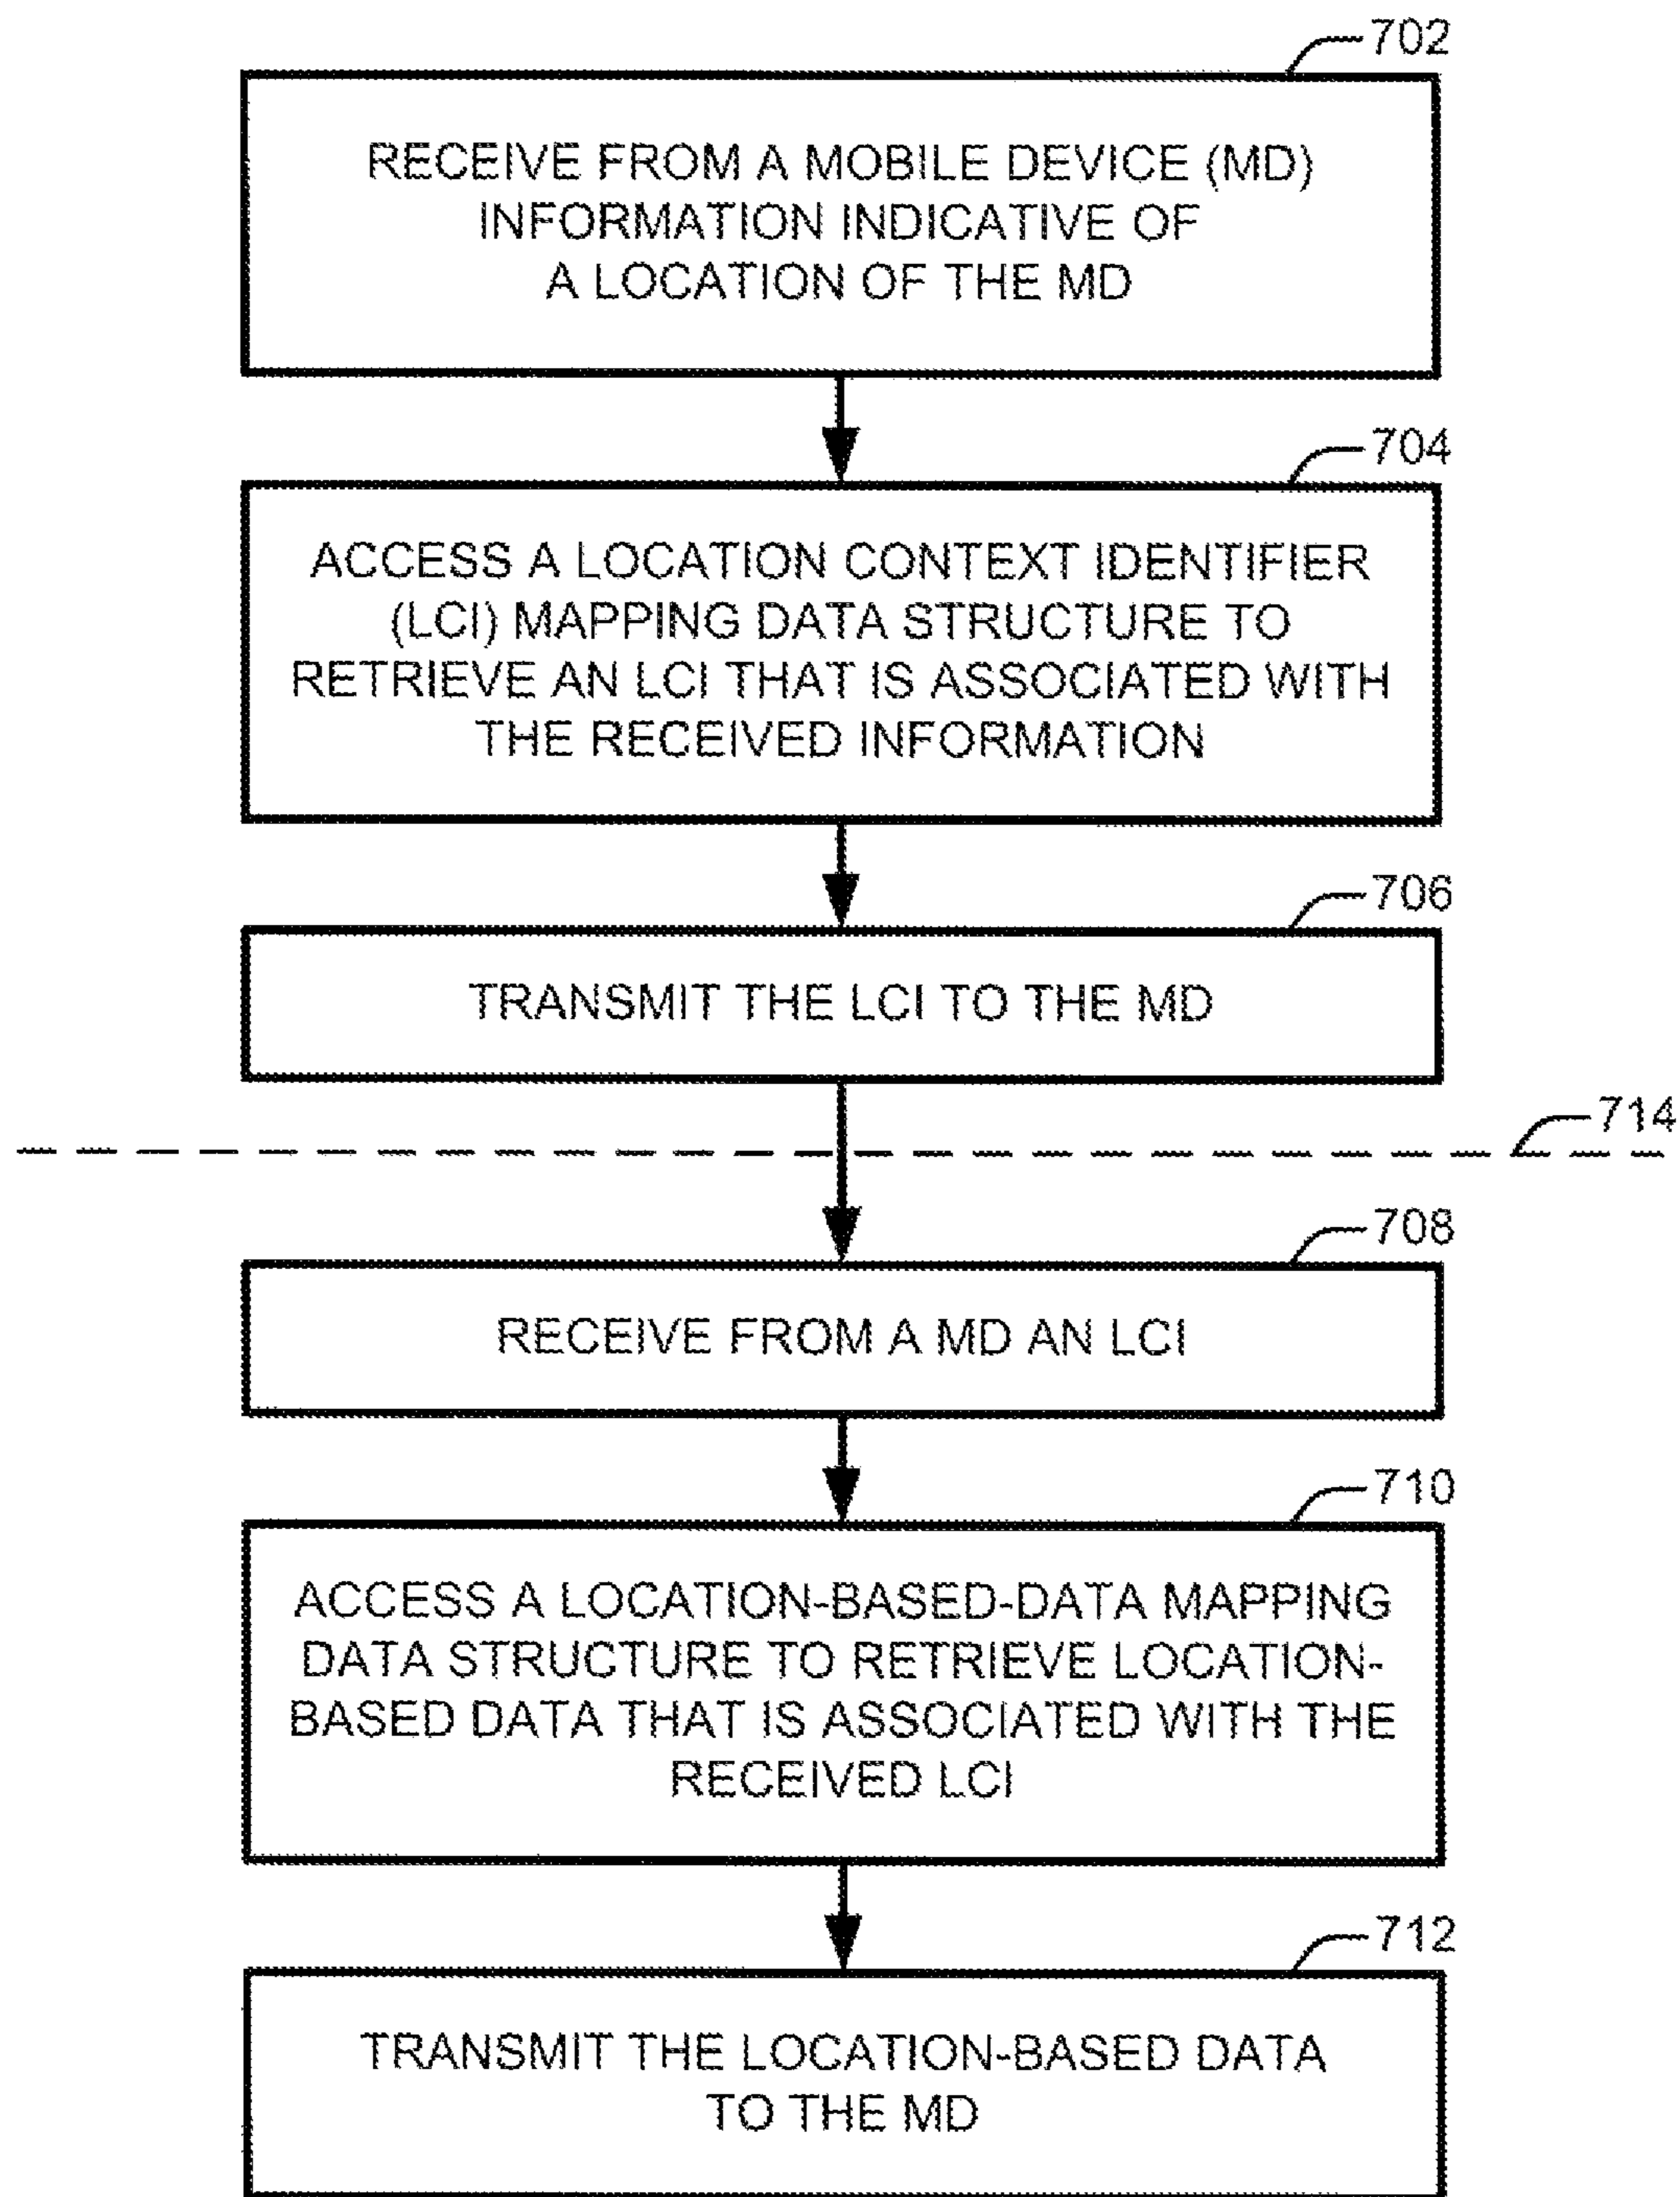 702
RECEIVE FROM A MOBILE DEVICE (MD)
INFORMATION INDICATIVE OF
A LOCATION OF THE MD
704
ACCESS A LOCATION CONTEXT IDENTIFIER
(LCI) MAPPING DATA STRUCTURE TO
RETRIEVE AN LCI THAT IS ASSOCIATED WITH
THE RECEIVED INFORMATION
706
TRANSMIT THE LCI TO THE MD
714
708
RECEIVE FROM A MD AN LCI
710
ACCESS A LOCATION-BASED-DATA MAPPING
DATA STRUCTURE TO RETRIEVE LOCATION-
BASED DATA THAT IS ASSOCIATED WITH THE
RECEIVED LCI
712
TRANSMIT THE LOCATION-BASED DATA
TO THE MD